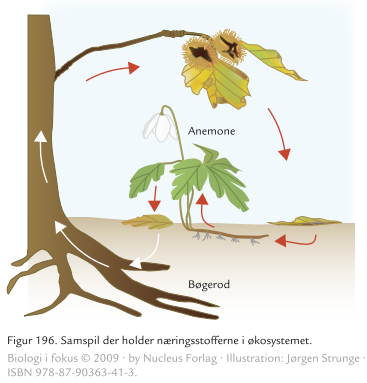 Anemone
Bøgerod
Figur 196. Samspil der holder næringsstofferne i økosystemet.
Biologi i fokus © 2009 · by Nucleus Forlag · Illustration: Jørgen Strunge ·
ISBN 978-87-90363-41-3.